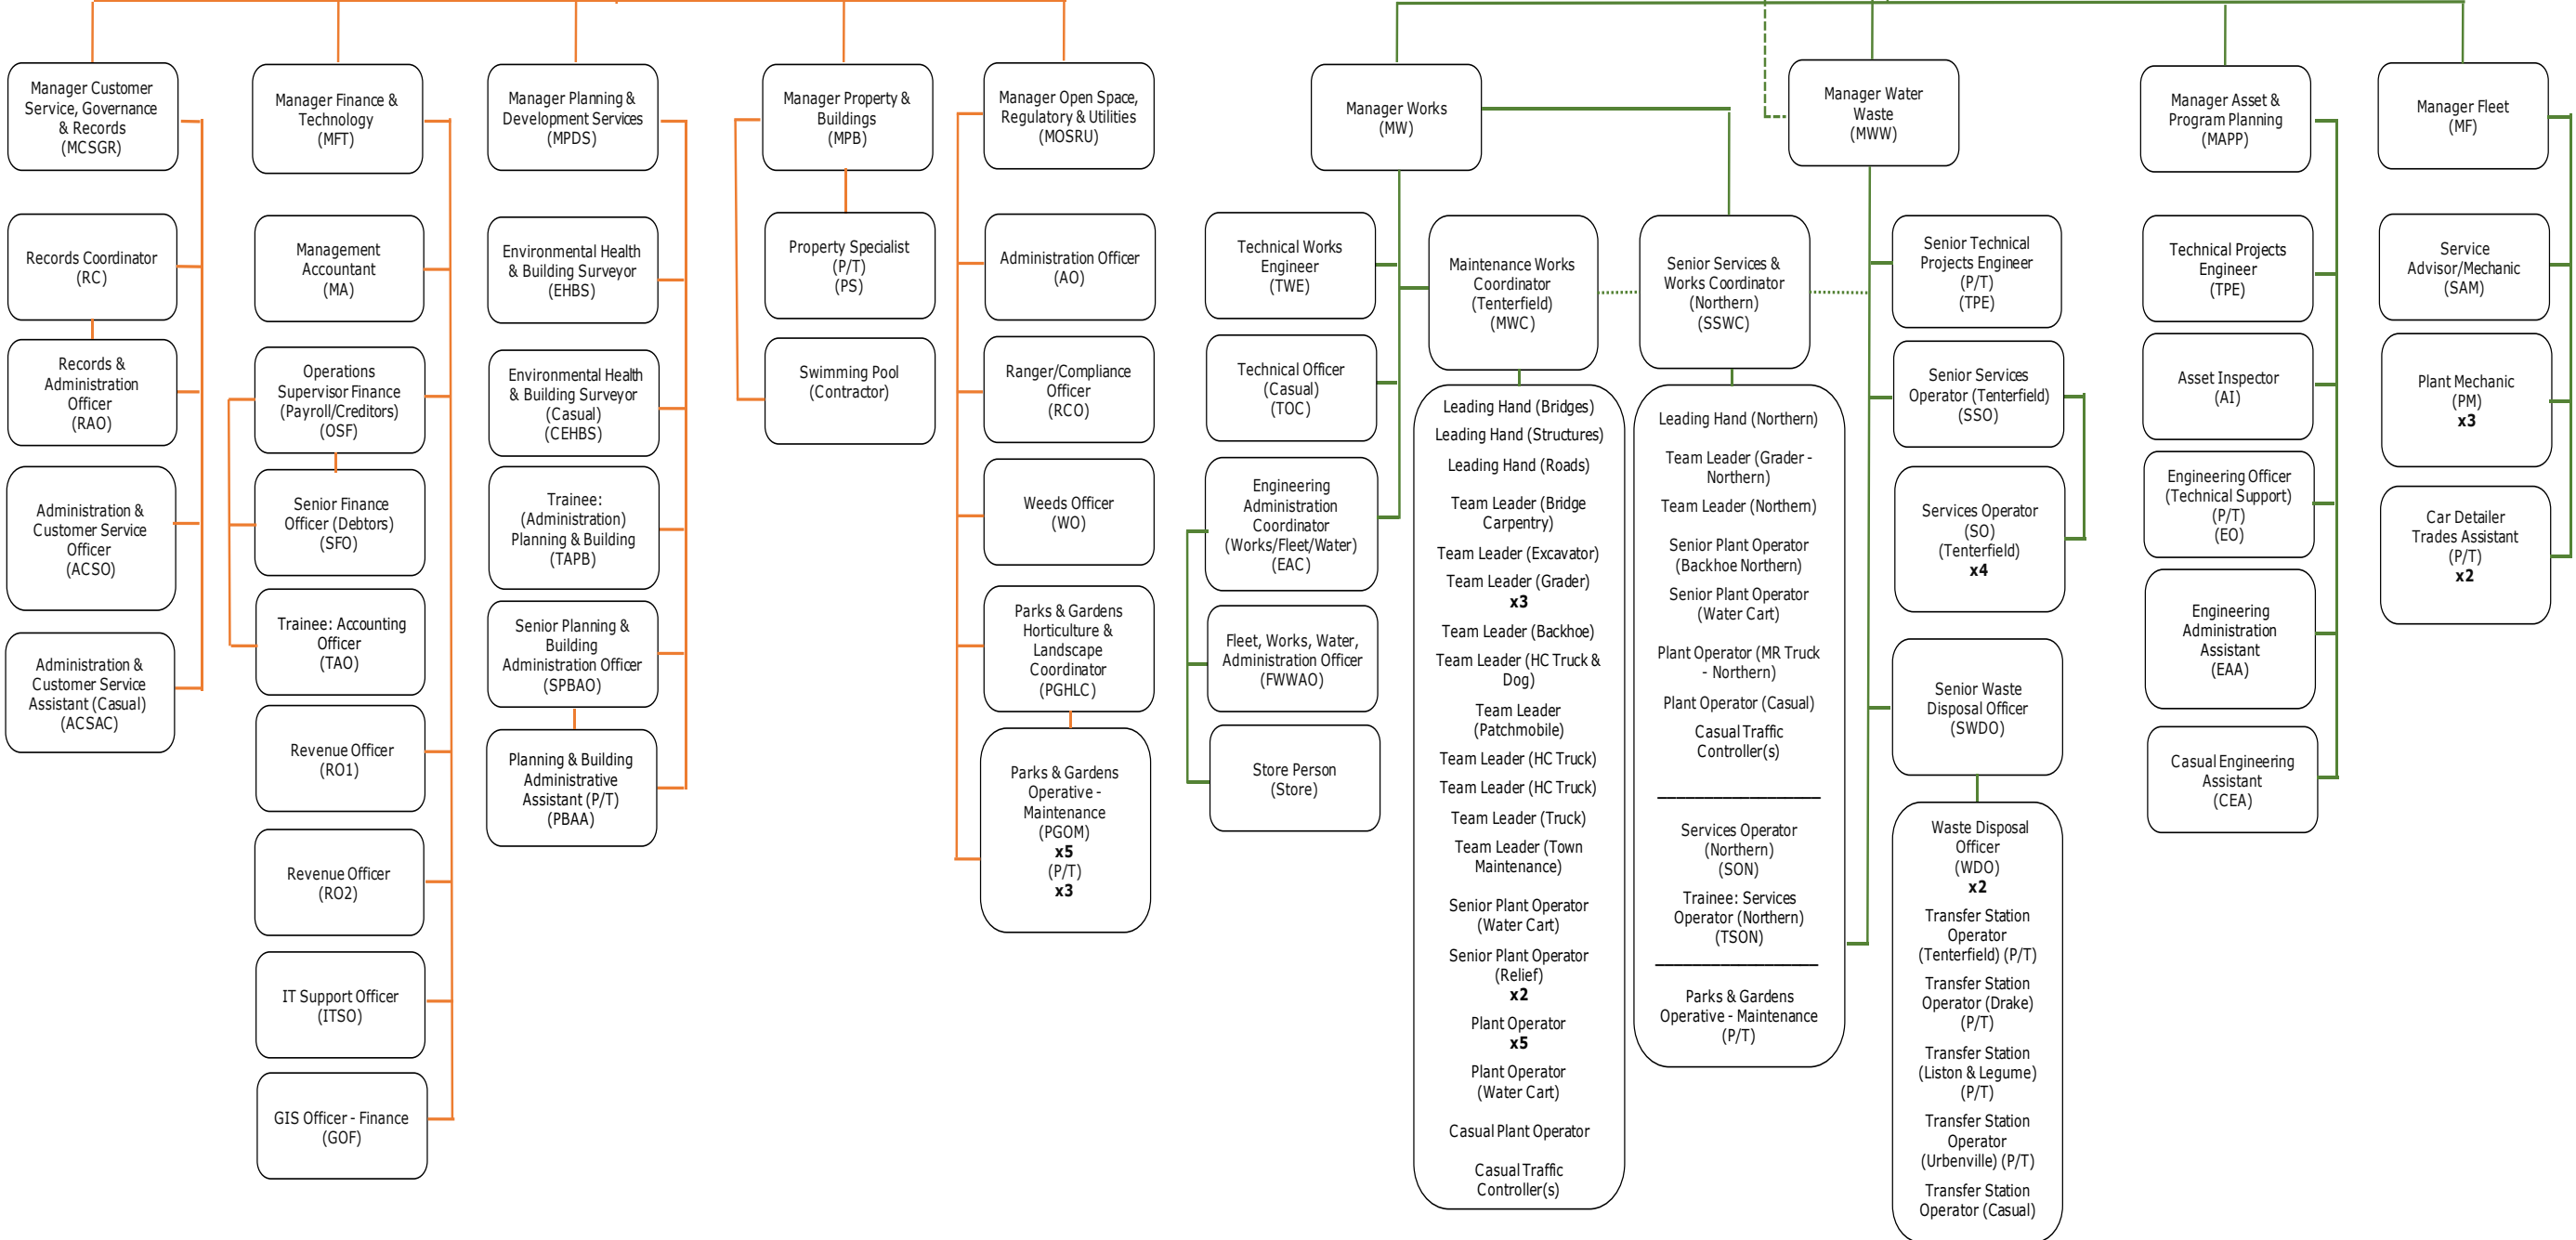 Manager Customer
Service, Governance
& Records
(MCSGR)
Records Coordinator
(RC)
Records &
Administration
Officer
(RAO)
Administration &
Customer Service
Officer
(ACSO)
Administration &
Customer Service
Assistant (Casual)
(ACSAC)
Manager Finance &
Technology
(MFT)
Management
Accountant
(MA)
Operations
Supervisor Finance
(Payroll/Creditors)
(OSF)
Senior Finance
Officer (Debtors)
(SFO)
Trainee: Accounting
Officer
(TAO)
Revenue Officer
(RO1)
Revenue Officer
(RO2)
IT Support Officer
(ITSO)
GIS Officer - Finance
(GOF)
Manager Planning &
Development Services
(MPDS)
Environmental Health
& Building Surveyor
(EHBS)
Environmental Health
& Building Surveyor
(Casual)
(CEHBS)
Trainee:
(Administration)
Planning & Building
(TAPB)
Senior Planning &
Building
Administration Officer
(SPBAO)
Planning & Building
Administrative
Assistant (P/T)
(PBAA)
Manager Property &
Buildings
(MPB)
Property Specialist
(P/T)
(PS)
Swimming Pool
(Contractor)
Manager Open Space,
Regulatory & Utilities
(MOSRU)
Administration Officer
(AO)
Ranger/Compliance
Officer
(RCO)
Weeds Officer
(WO)
Parks & Gardens
Horticulture &
Landscape
Coordinator
(PGHLC)
Parks & Gardens
Operative -
Maintenance
(PGOM)
x5
(P/T)
x3
Manager Works
(MW)
Technical Works
Engineer
(TWE)
Technical Officer
(Casual)
(TOC)
Engineering
Administration
Coordinator
(Works/Fleet/Water)
(EAC)
Fleet, Works, Water,
Administration Officer
(FWWAO)
Store Person
(Store)
Maintenance Works
Coordinator
(Tenterfield)
(MWC)
Leading Hand (Bridges)
Leading Hand (Structures)
Leading Hand (Roads)
Team Leader (Bridge
Carpentry)
Team Leader (Excavator)
Team Leader (Grader)
x3
Team Leader (Backhoe)
Team Leader (HC Truck &
Dog)
Team Leader
(Patchmobile)
Team Leader (HC Truck)
Team Leader (HC Truck)
Team Leader (Truck)
Team Leader (Town
Maintenance)
Senior Plant Operator
(Water Cart)
Senior Plant Operator
(Relief)
x2
Plant Operator
x5
Plant Operator
(Water Cart)
Casual Plant Operator
Casual Traffic
Controller(s)
Senior Services &
Works Coordinator
(Northern)
(SSWC)
Leading Hand (Northern)
Team Leader (Grader -
Northern)
Team Leader (Northern)
Senior Plant Operator
(Backhoe Northern)
Senior Plant Operator
(Water Cart)
Plant Operator (MR Truck
- Northern)
Plant Operator (Casual)
Casual Traffic
Controller(s)
Services Operator
(Northern)
(SON)
Trainee: Services
Operator (Northern)
(TSON)
Parks & Gardens
Operative - Maintenance
(P/T)
Manager Water
Waste
(MWW)
Senior Technical
Projects Engineer
(P/T)
(TPE)
Senior Services
Operator (Tenterfield)
(SSO)
Services Operator
(SO)
(Tenterfield)
x4
Senior Waste
Disposal Officer
(SWDO)
Waste Disposal
Officer
(WDO)
x2
Transfer Station
Operator
(Tenterfield) (P/T)
Transfer Station
Operator (Drake)
(P/T)
Transfer Station
(Liston & Legume)
(P/T)
Transfer Station
Operator
(Urbenville) (P/T)
Transfer Station
Operator (Casual)
Manager Asset &
Program Planning
(MAPP)
Technical Projects
Engineer
(TPE)
Asset Inspector
(AI)
Engineering Officer
(Technical Support)
(P/T)
(EO)
Engineering
Administration
Assistant
(EAA)
Casual Engineering
Assistant
(CEA)
Manager Fleet
(MF)
Service
Advisor/Mechanic
(SAM)
Plant Mechanic
(PM)
x3
Car Detailer
Trades Assistant
(P/T)
x2